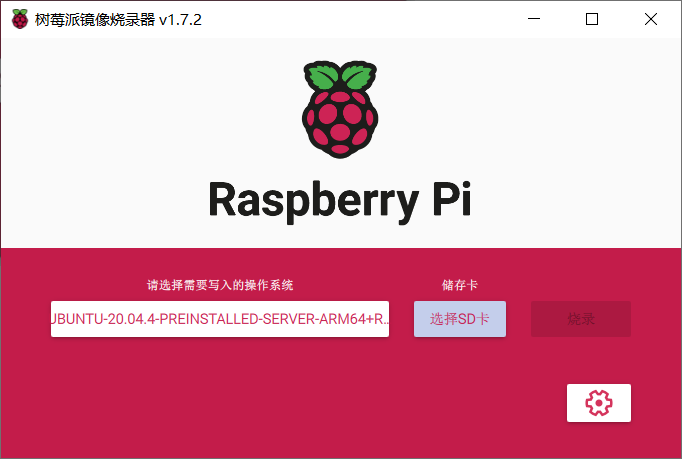 树莓派镜像烧录器 v1.7.2
Raspberry Pi
请选择需要写入的操作系统
储存卡
UBUNTU-20.04.4-PREINSTALLED-SERVER-ARM64+R...
选择SD卡
烧录